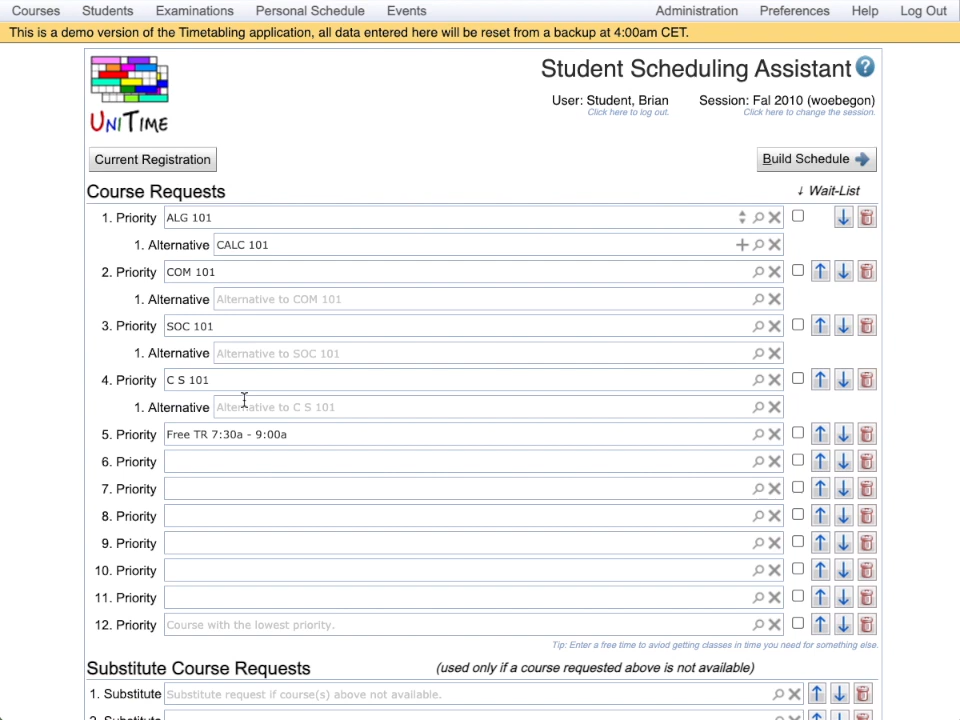 Courses Students Examinations Personal Schedule Events Administration Preferences Help Log Out
This is a demo version of the Timetabling application, all data entered here will be reset from a backup at 4:00am CET.
UNITIME
Student Scheduling Assistant ?
User: Student, Brian Session: Fal 2010 (woebegon)
Click here to log out. Click here to change the session.
Current Registration Build Schedule
Course Requests ↓ Wait-List
1. Priority ALG 101
1. Alternative CALC 101
2. Priority COM 101
1. Alternative Alternative to COM 101
3. Priority SOC 101
1. Alternative Alternative to SOC 101
4. Priority C S 101
1. Alternative Alternative to C S 101
5. Priority Free TR 7:30a - 9:00a
6. Priority
7. Priority
8. Priority
9. Priority
10. Priority
11. Priority
12. Priority Course with the lowest priority.
Tip: Enter a free time to aviod getting classes in time you need for something else.
Substitute Course Requests (used only if a course requested above is not available)
1. Substitute Substitute request if course(s) above not available.
2. Substitute